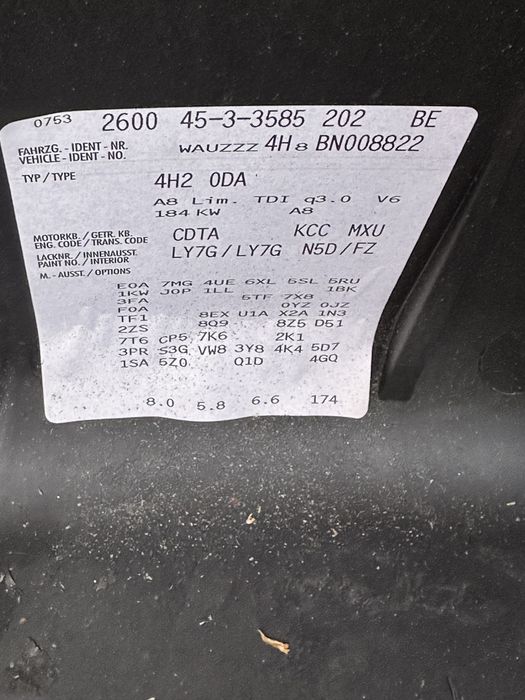 0753 2600 45-3-3585 202 BE
FAHRZG. - IDENT - NR.
VEHICLE - IDENT - NO. WAUZZZ 4H 8 BN008822
TYP / TYPE 4H2 0DA
A8 Lim. TDI q3.0 V6
184 KW A8
MOTORKB. / GETR. KB.
ENG. CODE / TRANS. CODE CDTA KCC MXU
LACKNR. / INNENAUSST.
PAINT NO. / INTERIOR LY7G / LY7G N5D / FZ
M. - AUSST. / OPTIONS
E0A 7MG 4UE 6XL 5SL 5RU
1KW J0P 1LL 1BK
3FA 5TF 7X8
F0A 0YZ 0JZ
TF1 8EX U1A X2A 1N3
2ZS 8Q9 8Z5 D51
7T6 CP5 7K6 2K1
3PR S3G VW8 3Y8 4K4 5D7
1SA 5Z0 Q1D 4GQ
8.0 5.8 6.6 174